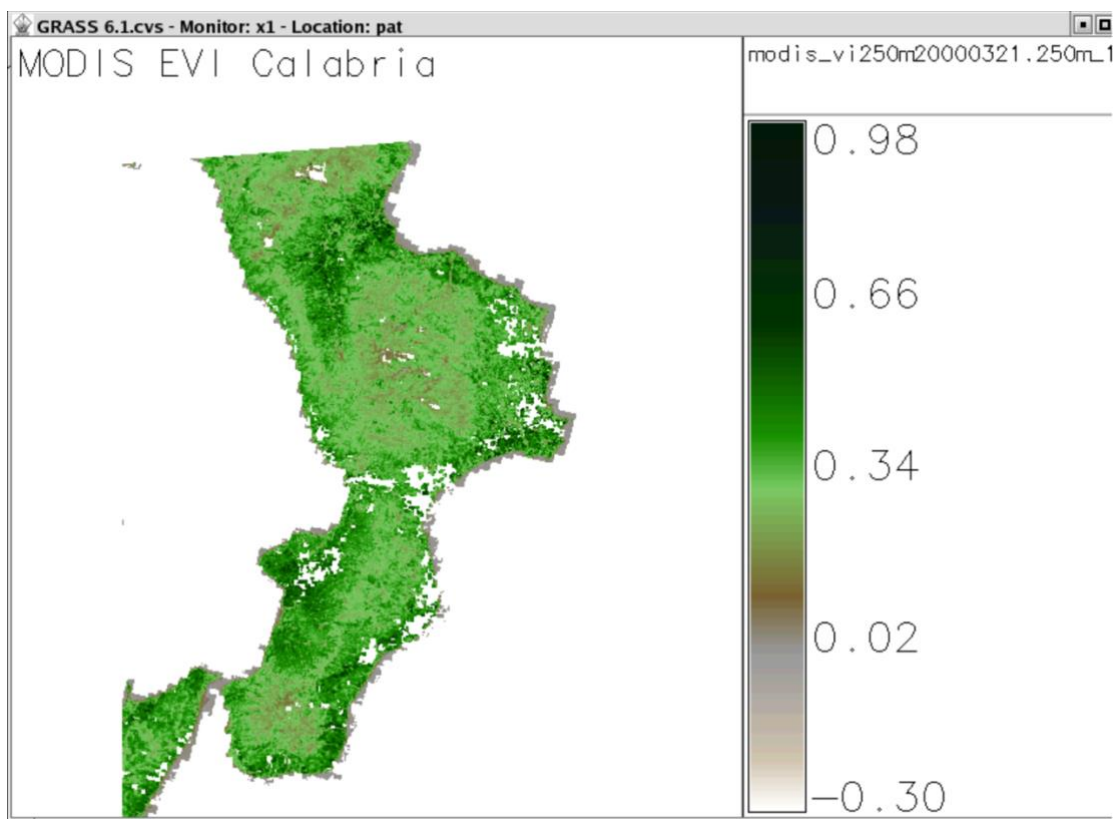 GRASS 6.1.cvs - Monitor: x1 - Location: pat
MODIS EVI Calabria
modis_vi250m20000321.250m_1
0.98
0.66
0.34
0.02
-0.30